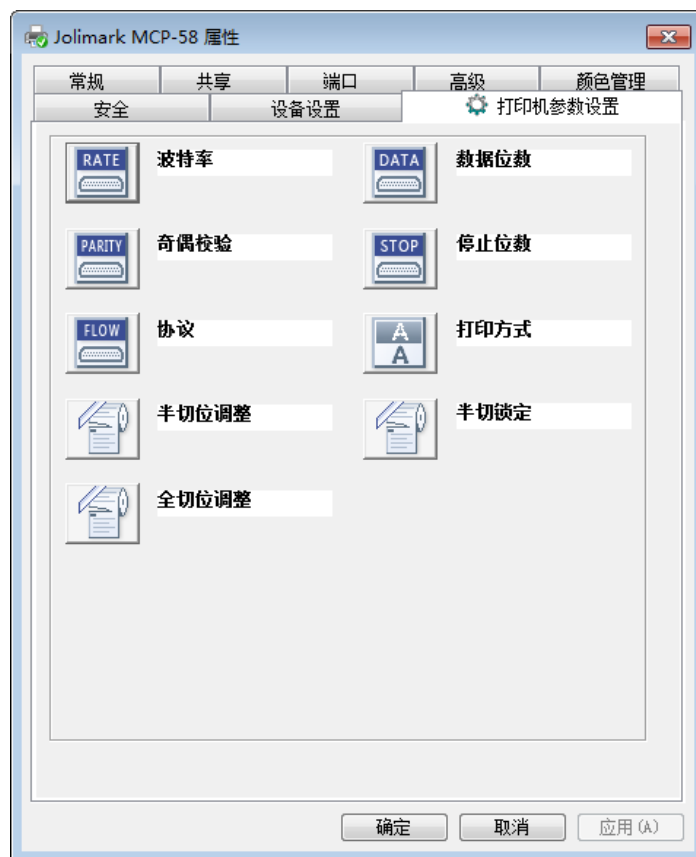 Jolimark MCP-58 属性
常规 共享 端口 高级 颜色管理
安全 设备设置 打印机参数设置
RATE 波特率 DATA 数据位数
PARITY 奇偶校验 STOP 停止位数
FLOW 协议 A A 打印方式
半切位调整 半切锁定
全切位调整
确定 取消 应用(A)